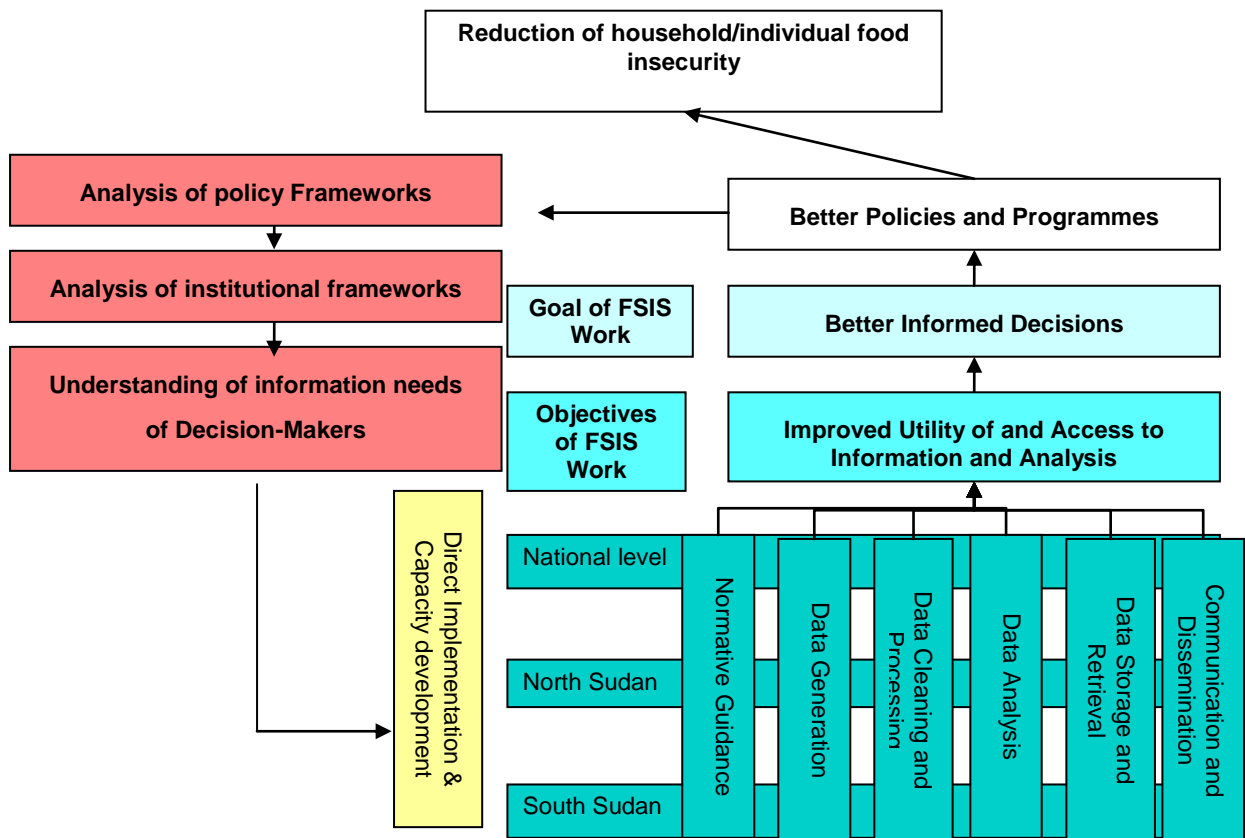 Reduction of household/individual food
insecurity
Analysis of policy Frameworks
Better Policies and Programmes
Analysis of institutional frameworks
Goal of FSIS
Work
Better Informed Decisions
Understanding of information needs
of Decision-Makers
Objectives
of FSIS
Work
Improved Utility of and Access to
Information and Analysis
Direct Implementation &
Capacity development
National level
North Sudan
South Sudan
Normative Guidance
Data Generation
Data Cleaning and
Processing
Data Analysis
Data Storage and
Retrieval
Communication and
Dissemination